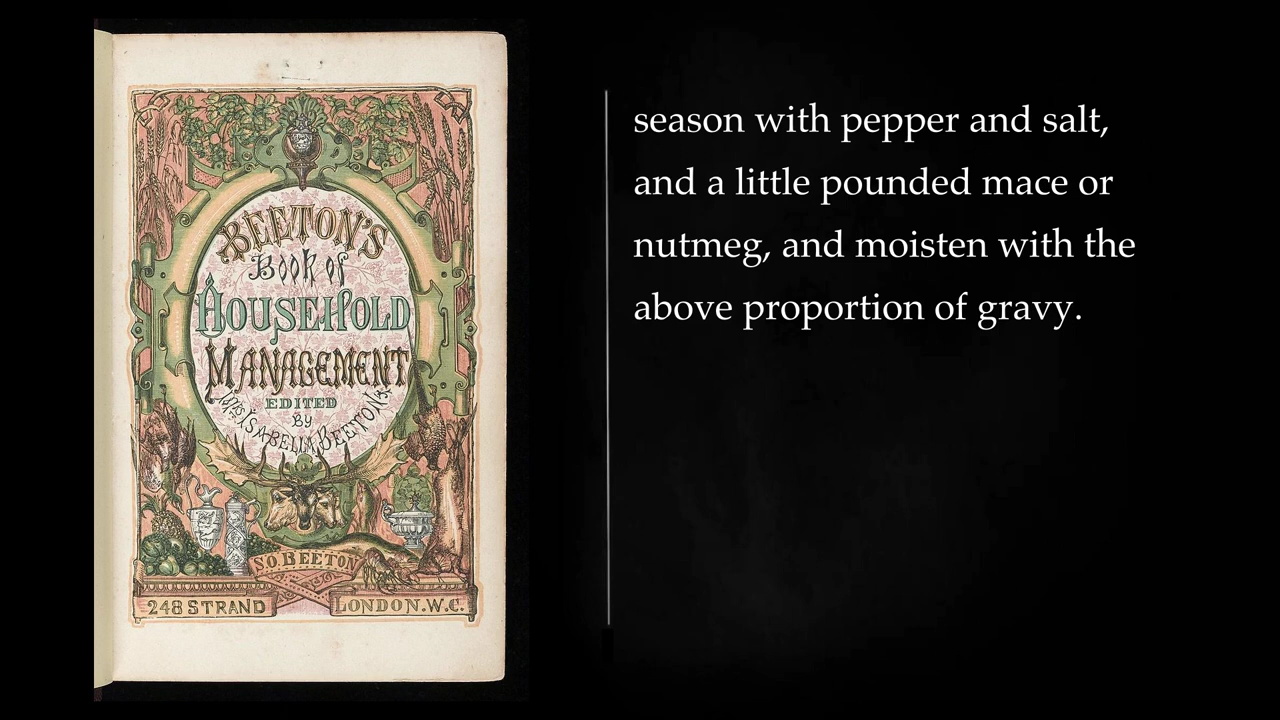 BEETON'S
Book of
HOUSEHOLD
MANAGEMENT
EDITED
BY
MRS ISABELLA BEETON
S.O. BEETON
248 STRAND
LONDON. W.C.
season with pepper and salt,
and a little pounded mace or
nutmeg, and moisten with the
above proportion of gravy.